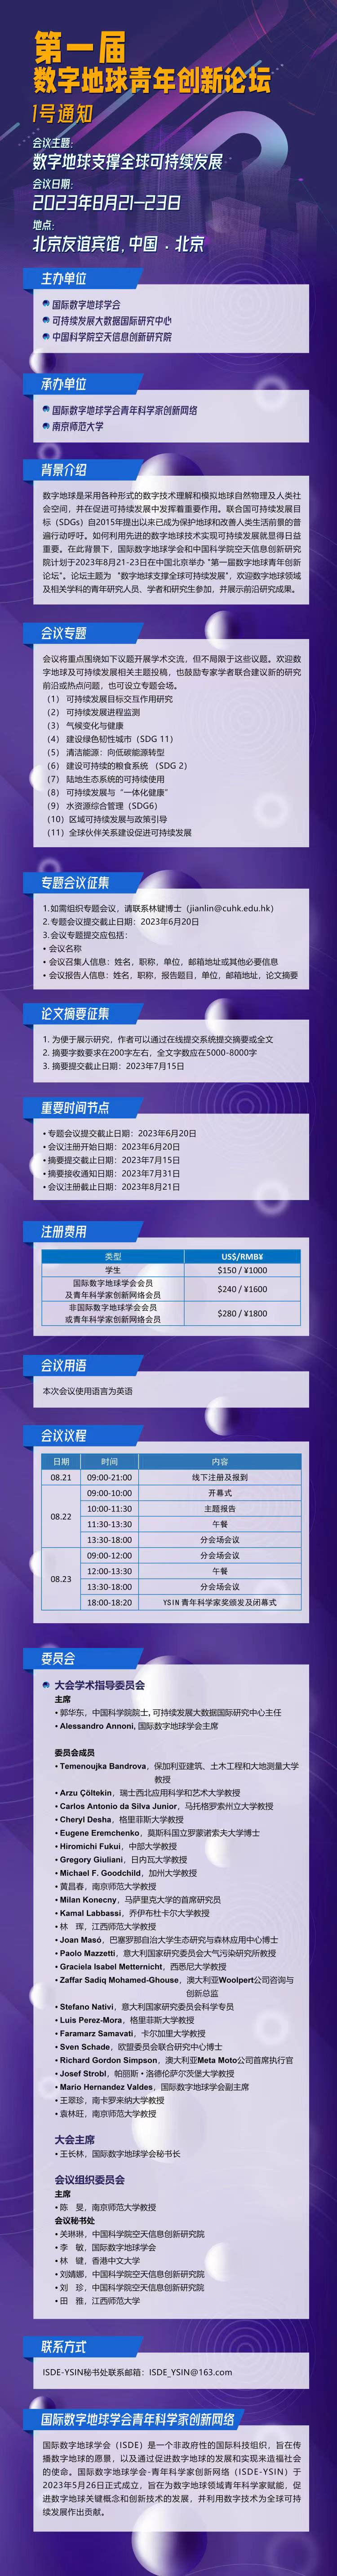 第一届
数字地球青年创新论坛
1号通知
会议主题：
数字地球支撑全球可持续发展
会议日期：
2023年8月21-23日
地点：
北京友谊宾馆, 中国 · 北京
主办单位
国际数字地球学会
可持续发展大数据国际研究中心
中国科学院空天信息创新研究院
承办单位
国际数字地球学会青年科学家创新网络
南京师范大学
背景介绍
数字地球是采用各种形式的数字技术理解和模拟地球自然物理及人类社
会空间，并在促进可持续发展中发挥着重要作用。联合国可持续发展目
标（SDGs）自2015年提出以来已成为保护地球和改善人类生活前景的普
遍行动呼吁。如何利用先进的数字地球技术实现可持续发展就显得日益
重要。在此背景下，国际数字地球学会和中国科学院空天信息创新研究
院计划于2023年8月21-23日在中国北京举办“第一届数字地球青年创新
论坛”。论坛主题为 “数字地球支撑全球可持续发展”，欢迎数字地球领域
及相关学科的青年研究人员、学者和研究生参加，并展示前沿研究成果。
会议专题
会议将重点围绕如下议题开展学术交流，但不局限于这些议题。欢迎数
字地球及可持续发展相关主题投稿，也鼓励专家学者联合建议新的研究
前沿或热点问题，也可设立专题会场。
（1） 可持续发展目标交互作用研究
（2） 可持续发展进程监测
（3） 气候变化与健康
（4） 建设绿色韧性城市（SDG 11）
（5） 清洁能源：向低碳能源转型
（6） 建设可持续的粮食系统 （SDG 2）
（7） 陆地生态系统的可持续使用
（8） 可持续发展与“一体化健康”
（9） 水资源综合管理（SDG6）
（10）区域可持续发展与政策引导
（11）全球伙伴关系建设促进可持续发展
专题会议征集
1.如需组织专题会议，请联系林键博士（jianlin@cuhk.edu.hk）
2.专题会议提交截止日期：2023年6月20日
3.会议专题提交应包括：
• 会议名称
• 会议召集人信息：姓名，职称，单位，邮箱地址或其他必要信息
• 会议报告人信息：姓名，职称，报告题目，单位，邮箱地址，论文摘要
论文摘要征集
1. 为便于展示研究，作者可以通过在线提交系统提交摘要或全文
2. 摘要字数要求在200字左右，全文字数应在5000-8000字
3. 摘要提交截止日期：2023年7月15日
重要时间节点
• 专题会议提交截止日期：2023年6月20日
• 会议注册开始日期：2023年6月20日
• 摘要提交截止日期：2023年7月15日
• 摘要接收通知日期：2023年7月31日
• 会议注册截止日期：2023年8月21日
注册费用
类型 US$/RMB¥
学生 $150 / ¥1000
国际数字地球学会会员
及青年科学家创新网络会员 $240 / ¥1600
非国际数字地球学会会员
或青年科学家创新网络会员 $280 / ¥1800
会议用语
本次会议使用语言为英语
会议议程
日期 时间 内容
08.21 09:00-21:00 线下注册及报到
08.22 09:00-10:00 开幕式
10:00-11:30 主题报告
11:30-13:30 午餐
13:30-18:00 分会场会议
08.23 09:00-12:00 分会场会议
12:00-13:30 午餐
13:30-18:00 分会场会议
18:00-18:20 YSIN 青年科学家奖颁发及闭幕式
委员会
大会学术指导委员会
主席
• 郭华东，中国科学院院士, 可持续发展大数据国际研究中心主任
• Alessandro Annoni, 国际数字地球学会主席
委员会成员
• Temenoujka Bandrova，保加利亚建筑、土木工程和大地测量大学
教授
• Arzu Çöltekin，瑞士西北应用科学和艺术大学教授
• Carlos Antonio da Silva Junior，马托格罗索州立大学教授
• Cheryl Desha，格里菲斯大学教授
• Eugene Eremchenko，莫斯科国立罗蒙诺索夫大学博士
• Hiromichi Fukui，中部大学教授
• Gregory Giuliani，日内瓦大学教授
• Michael F. Goodchild，加州大学教授
• 黄昌春，南京师范大学教授
• Milan Konecny，马萨里克大学的首席研究员
• Kamal Labbassi，乔伊布杜卡尔大学教授
• 林　珲，江西师范大学教授
• Joan Masó，巴塞罗那自治大学生态研究与森林应用中心博士
• Paolo Mazzetti，意大利国家研究委员会大气污染研究所教授
• Graciela Isabel Metternicht，西悉尼大学教授
• Zaffar Sadiq Mohamed-Ghouse，澳大利亚Woolpert公司咨询与
创新总监
• Stefano Nativi，意大利国家研究委员会科学专员
• Luis Perez-Mora，格里菲斯大学教授
• Faramarz Samavati，卡尔加里大学教授
• Sven Schade，欧盟委员会联合研究中心博士
• Richard Gordon Simpson，澳大利亚Meta Moto公司首席执行官
• Josef Strobl，帕丽斯·洛德伦萨尔茨堡大学教授
• Mario Hernandez Valdes，国际数字地球学会副主席
• 王翠珍，南卡罗来纳大学教授
• 袁林旺，南京师范大学教授
大会主席
• 王长林，国际数字地球学会秘书长
会议组织委员会
主席
• 陈　旻，南京师范大学教授
会议秘书处
• 关琳琳，中国科学院空天信息创新研究院
• 李　敏，国际数字地球学会
• 林　键，香港中文大学
• 刘婧娜，中国科学院空天信息创新研究院
• 刘　珍，中国科学院空天信息创新研究院
• 田　雅，江西师范大学
联系方式
ISDE-YSIN秘书处联系邮箱：ISDE_YSIN@163.com
国际数字地球学会青年科学家创新网络
国际数字地球学会（ISDE）是一个非政府性的国际科技组织，旨在传
播数字地球的愿景，以及通过促进数字地球的发展和实现来造福社会
的使命。国际数字地球学会-青年科学家创新网络（ISDE-YSIN）于
2023年5月26日正式成立，旨在为数字地球领域青年科学家赋能，促
进数字地球关键概念和创新技术的发展，并利用数字技术为全球可持
续发展作出贡献。